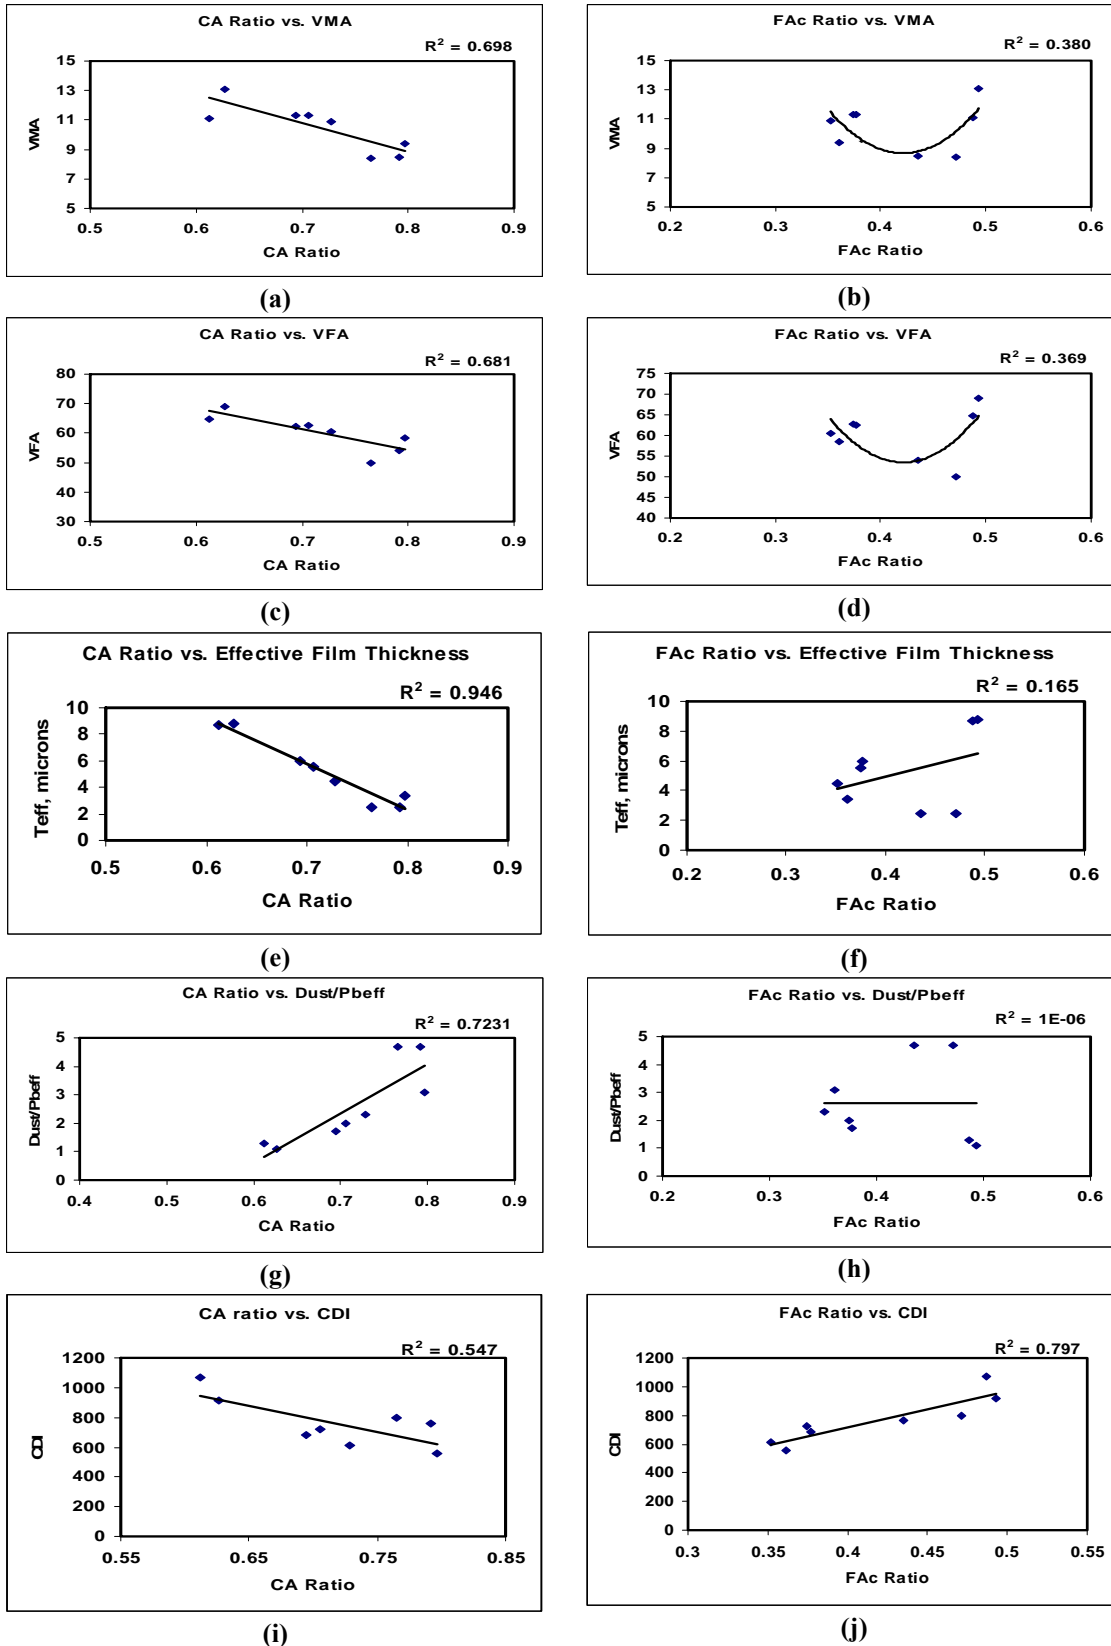 CA Ratio vs. VMA
R² = 0.698
15
13
11
9
7
5
VMA
0.5 0.6 0.7 0.8 0.9
CA Ratio
(a)
FAc Ratio vs. VMA
R² = 0.380
15
13
11
9
7
5
VMA
0.2 0.3 0.4 0.5 0.6
FAc Ratio
(b)
CA Ratio vs. VFA
R² = 0.681
80
70
60
50
40
30
VFA
0.5 0.6 0.7 0.8 0.9
CA Ratio
(c)
FAc Ratio vs. VFA
R² = 0.369
75
70
65
60
55
50
45
40
VFA
0.2 0.3 0.4 0.5 0.6
FAc Ratio
(d)
CA Ratio vs. Effective Film Thickness
R² = 0.946
10
8
6
4
2
0
Teff, microns
0.5 0.6 0.7 0.8 0.9
CA Ratio
(e)
FAc Ratio vs. Effective Film Thickness
R² = 0.165
10
8
6
4
2
0
Teff, microns
0.2 0.3 0.4 0.5 0.6
FAc Ratio
(f)
CA Ratio vs. Dust/Pbeff
R² = 0.7231
5
4
3
2
1
0
Dust/Pbeff
0.4 0.5 0.6 0.7 0.8 0.9
CA Ratio
(g)
FAc Ratio vs. Dust/Pbeff
R² = 1E-06
5
4
3
2
1
0
Dust/Pbeff
0.2 0.3 0.4 0.5 0.6
FAc Ratio
(h)
CA ratio vs. CDI
R² = 0.547
1200
1000
800
600
400
200
0
CDI
0.55 0.65 0.75 0.85
CA Ratio
(i)
FAc Ratio vs. CDI
R² = 0.797
1200
1000
800
600
400
200
0
CDI
0.3 0.35 0.4 0.45 0.5 0.55
FAc Ratio
(j)